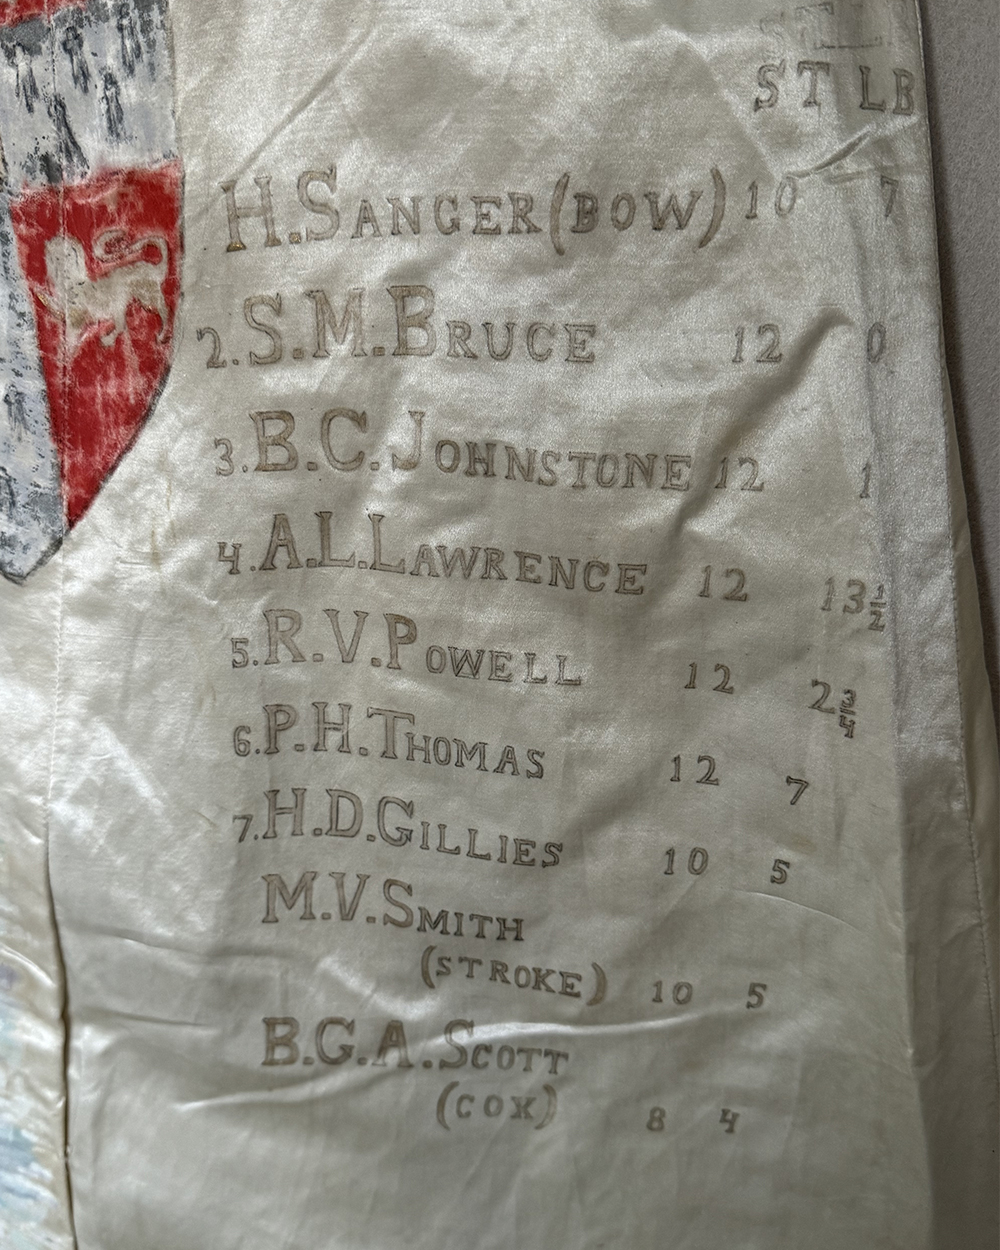 ST LB
H. SANGER (BOW) 10 7
2. S. M. BRUCE 12 0
3. B. C. JOHNSTONE 12 1
4. A. L. LAWRENCE 12 13½
5. R. V. POWELL 12 2¾
6. P. H. THOMAS 12 7
7. H. D. GILLIES 10 5
M. V. SMITH
(STROKE) 10 5
B. G. A. SCOTT
(COX) 8 4